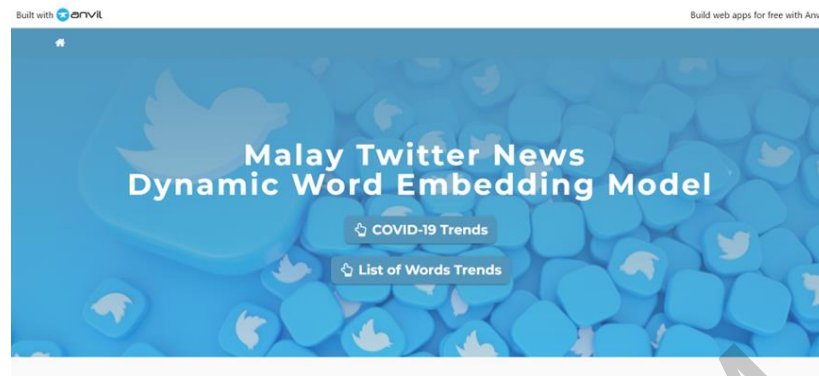 Built with anvil
Build web apps for free with Anv
Malay Twitter News
Dynamic Word Embedding Model
COVID-19 Trends
List of Words Trends